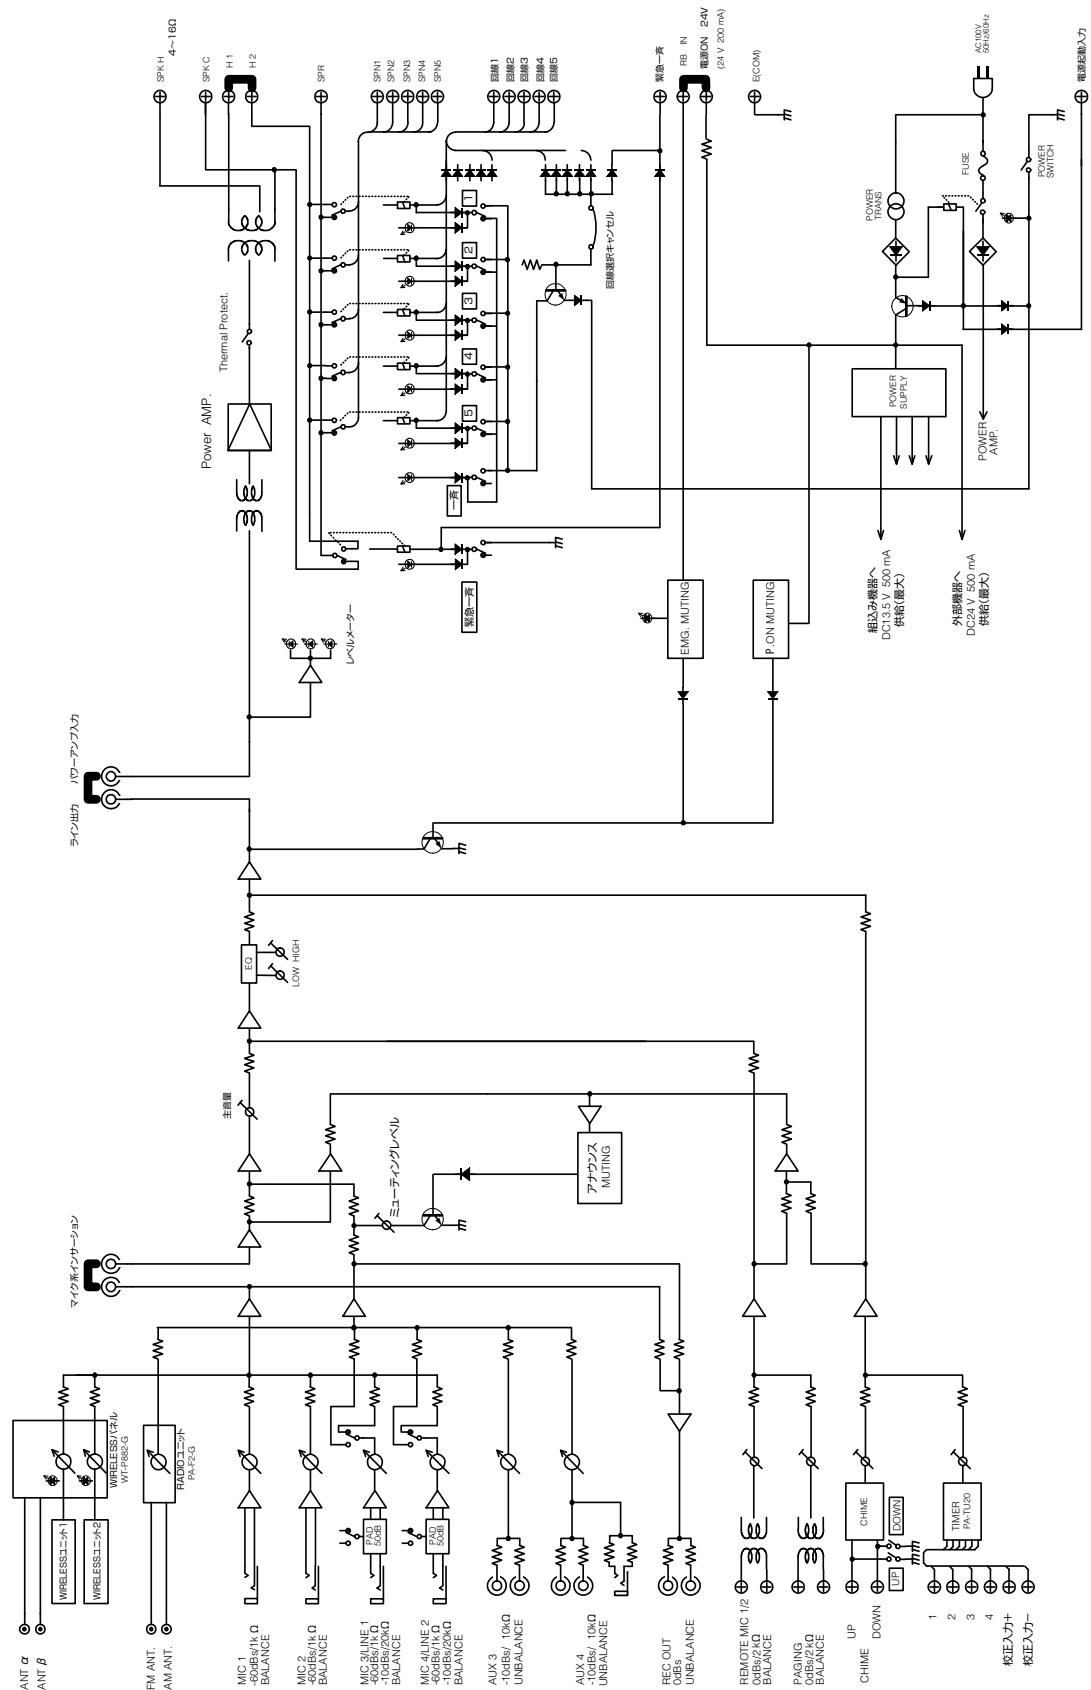 SPK H
4～16Ω
SPK C
H 1
H 2
SPR
SPN1
SPN2
SPN3
SPN4
SPN5
回線1
回線2
回線3
回線4
回線5
緊急一斉
RB IN
電源ON 24V
(24 V 200 mA)
E(COM)
AC100V
50Hz/60Hz
電源起動入力
POWER
TRANS
FUSE
POWER
SWITCH
Thermal Protect.
Power AMP.
1
2
3
4
5
一斉
緊急一斉
回線選択キャンセル
POWER
SUPPLY
POWER
AMP.
組込み機器へ
DC13.5 V 500 mA
供給(最大)
外部機器へ
DC24 V 500 mA
供給(最大)
EMG. MUTING
P.ON MUTING
レベルメーター
パワーアンプ入力
ライン出力
EQ
LOW
HIGH
主音量
ミューティングレベル
アナウンス
MUTING
マイク系インサーション
WIRELESSパネル
WT-P882-G
WIRELESSユニット1
WIRELESSユニット2
RADIOユニット
PA-F2-G
PAD
50dB
PAD
50dB
CHIME
DOWN
UP
TIMER
PA-TU20
ANT α
ANT β
FM ANT.
AM ANT.
MIC 1
-60dBs/1k Ω
BALANCE
MIC 2
-60dBs/1k Ω
BALANCE
MIC 3/LINE 1
-60dBs/1k Ω
-10dBs/20kΩ
BALANCE
MIC 4/LINE 2
-60dBs/1k Ω
-10dBs/20kΩ
BALANCE
AUX 3
-10dBs/ 10kΩ
UNBALANCE
AUX 4
-10dBs/ 10kΩ
UNBALANCE
REC OUT
0dBs
UNBALANCE
REMOTE MIC 1/2
0dBs/2 kΩ
BALANCE
PAGING
0dBs/2 kΩ
BALANCE
UP
DOWN
CHIME
1
2
3
4
校正入力+
校正入力−